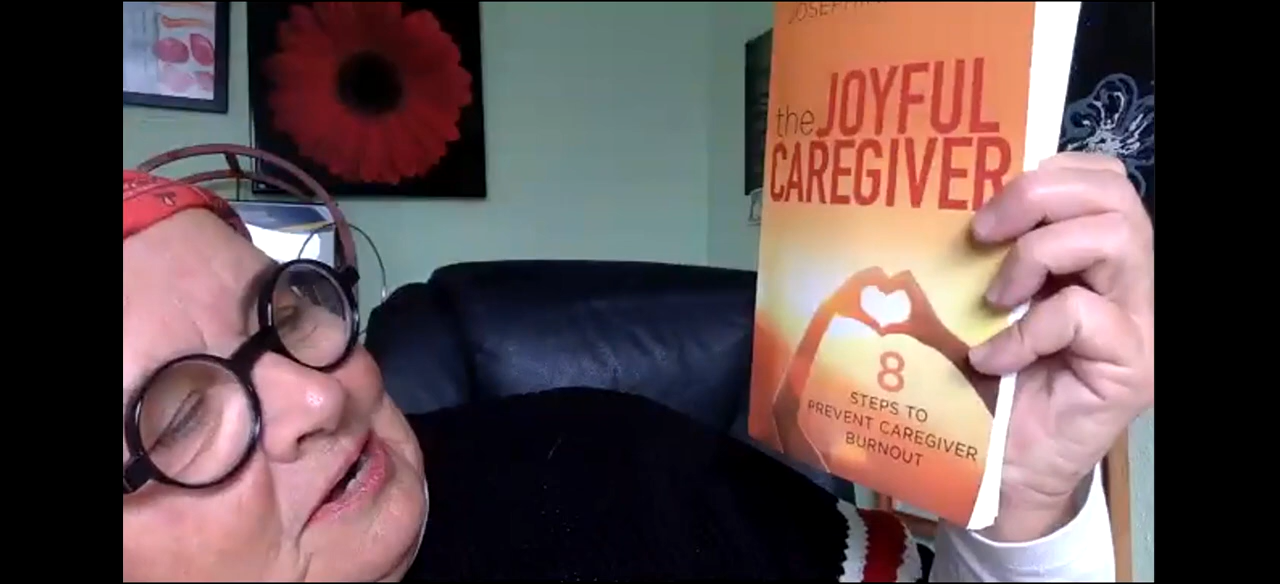 the JOYFUL
CAREGIVER
8
STEPS TO
PREVENT CAREGIVER
BURNOUT